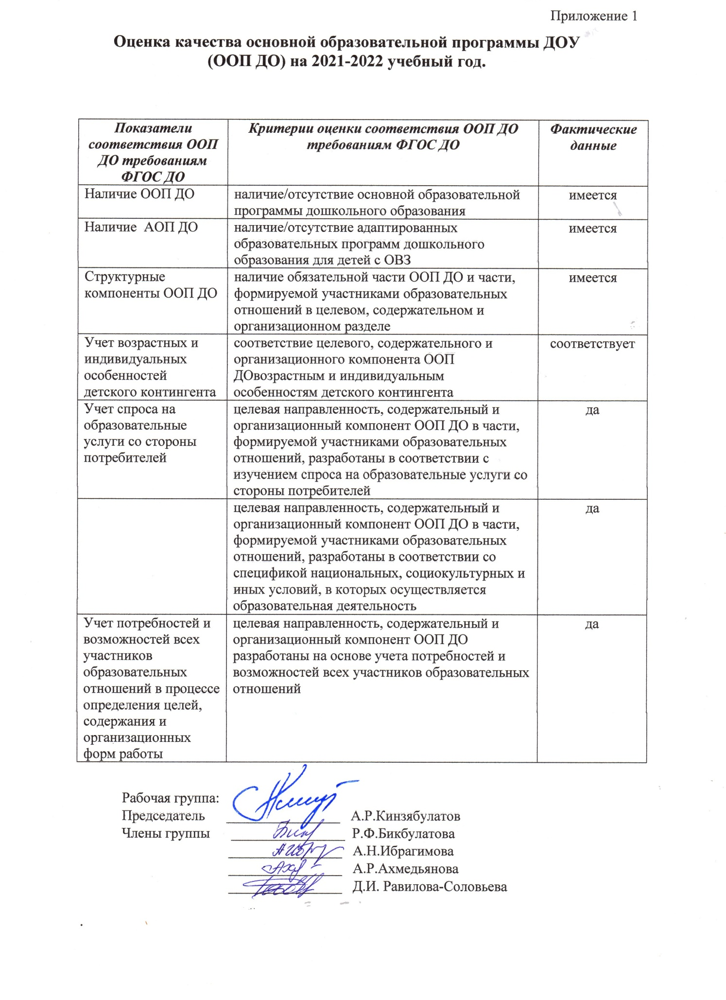 Приложение 1
Оценка качества основной образовательной программы ДОУ
(ООП ДО) на 2021-2022 учебный год.
Показатели
соответствия ООП
ДО требованиям
ФГОС ДО
Критерии оценки соответствия ООП ДО
требованиям ФГОС ДО
Фактические
данные
Наличие ООП ДО
наличие/отсутствие основной образовательной
программы дошкольного образования
имеется
Наличие АОП ДО
наличие/отсутствие адаптированных
образовательных программ дошкольного
образования для детей с ОВЗ
имеется
Структурные
компоненты ООП ДО
наличие обязательной части ООП ДО и части,
формируемой участниками образовательных
отношений в целевом, содержательном и
организационном разделе
имеется
Учет возрастных и
индивидуальных
особенностей
детского контингента
соответствие целевого, содержательного и
организационного компонента ООП
ДОвозрастным и индивидуальным
особенностям детского контингента
соответствует
Учет спроса на
образовательные
услуги со стороны
потребителей
целевая направленность, содержательный и
организационный компонент ООП ДО в части,
формируемой участниками образовательных
отношений, разработаны в соответствии с
изучением спроса на образовательные услуги со
стороны потребителей
да
целевая направленность, содержательный и
организационный компонент ООП ДО в части,
формируемой участниками образовательных
отношений, разработаны в соответствии со
спецификой национальных, социокультурных и
иных условий, в которых осуществляется
образовательная деятельность
да
Учет потребностей и
возможностей всех
участников
образовательных
отношений в процессе
определения целей,
содержания и
организационных
форм работы
целевая направленность, содержательный и
организационный компонент ООП ДО
разработаны на основе учета потребностей и
возможностей всех участников образовательных
отношений
да
Рабочая группа:
Председатель А.Р.Кинзябулатов
Члены группы Р.Ф.Бикбулатова
А.Н.Ибрагимова
А.Р.Ахмедьянова
Д.И. Равилова-Соловьева